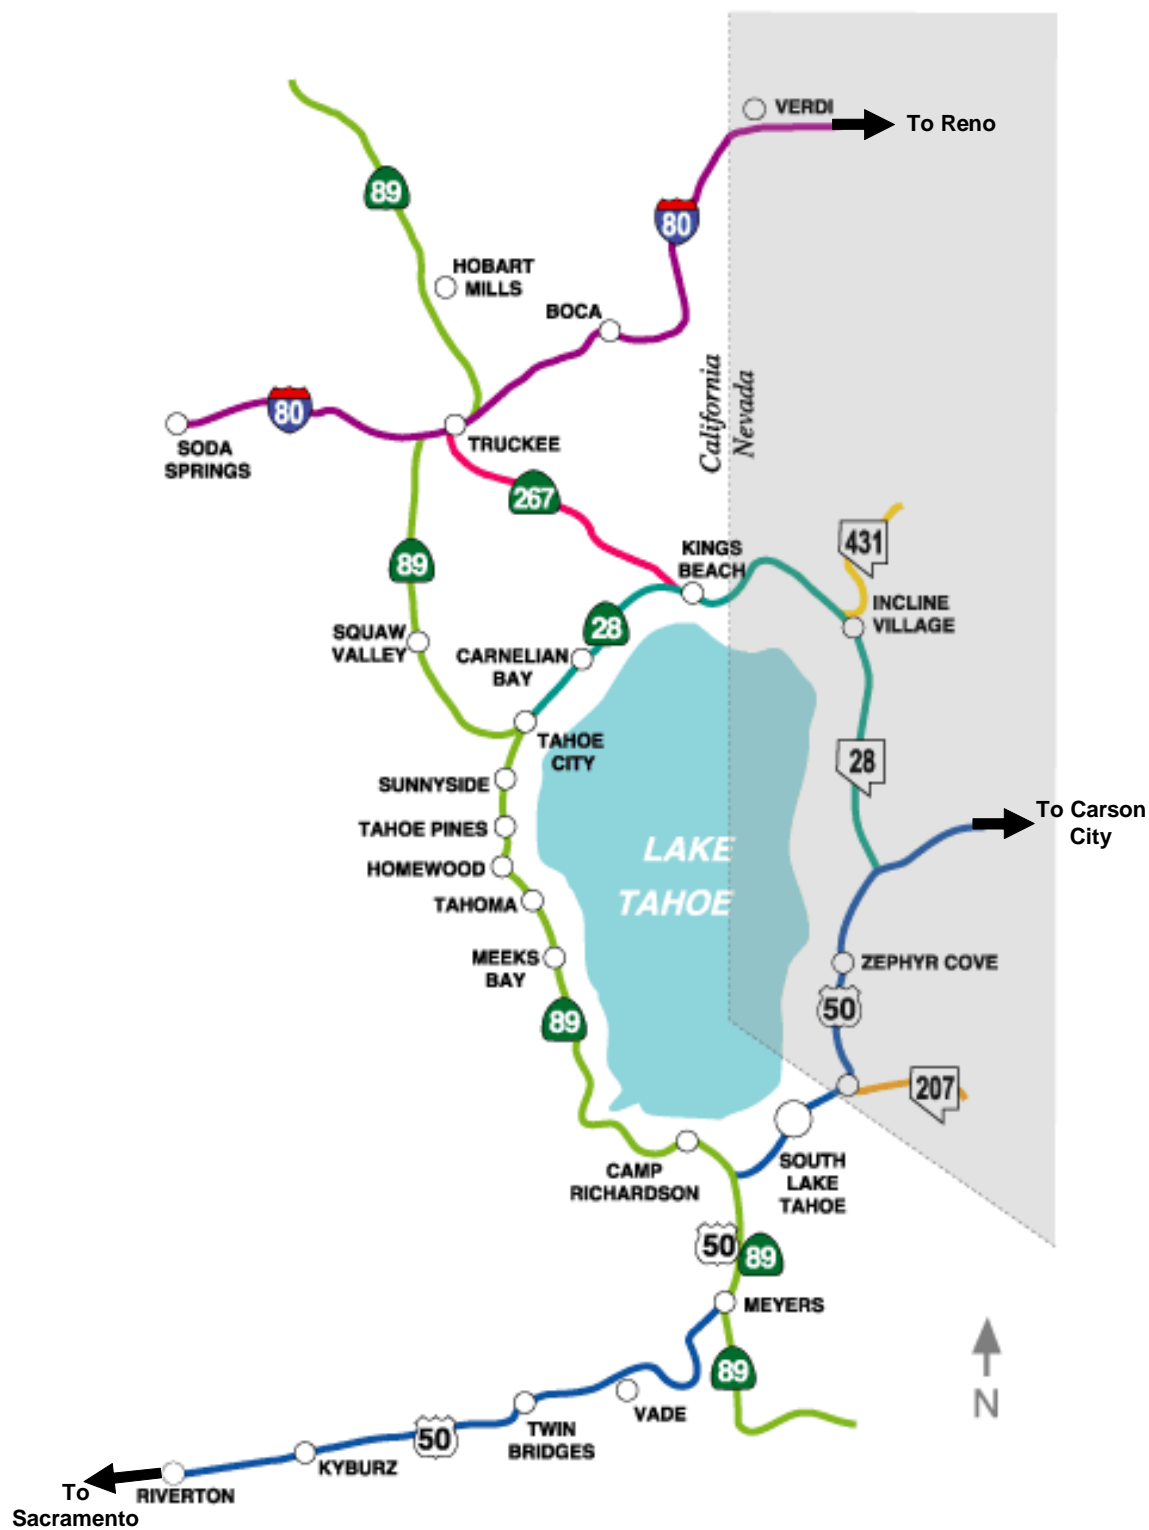 VERDI
To Reno
89
80
HOBART
MILLS
BOCA
California
Nevada
80
SODA
SPRINGS
TRUCKEE
267
431
89
KINGS
BEACH
INCLINE
VILLAGE
28
SQUAW
VALLEY
CARNELIAN
BAY
TAHOE
CITY
28
SUNNYSIDE
To Carson
City
TAHOE PINES
LAKE
TAHOE
HOMEWOOD
TAHOMA
MEEKS
BAY
ZEPHYR COVE
50
89
207
CAMP
RICHARDSON
SOUTH
LAKE
TAHOE
50
89
MEYERS
89
N
VADE
TWIN
BRIDGES
50
KYBURZ
RIVERTON
To
Sacramento